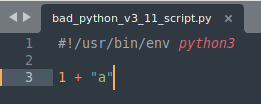 bad_python_v3_11_script.py ×
1 #!/usr/bin/env python3
2
3 1 + "a"